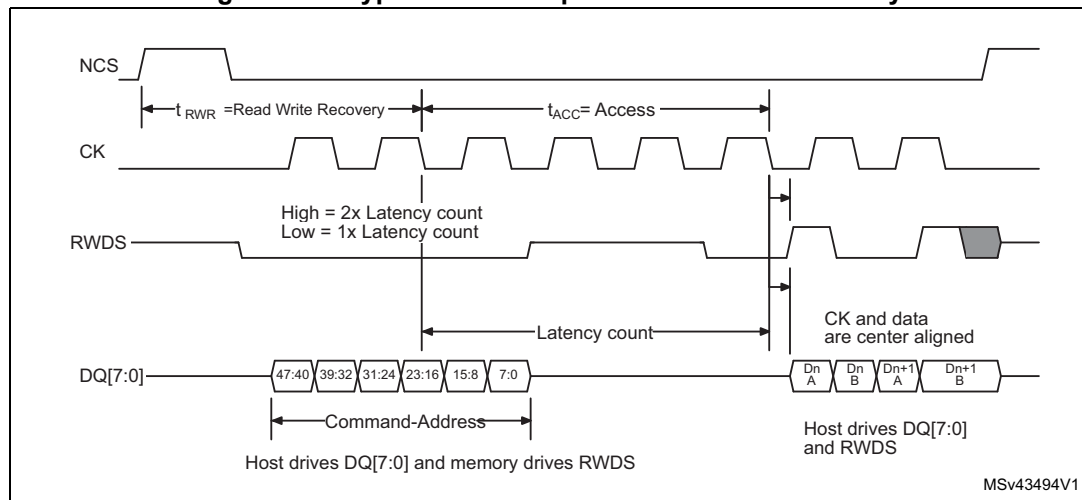 NCS
t RWR =Read Write Recovery
tACC= Access
CK
High = 2x Latency count
Low = 1x Latency count
RWDS
Latency count
CK and data
are center aligned
DQ[7:0]
47:40 39:32 31:24 23:16 15:8 7:0
Dn A Dn B Dn+1 A Dn+1 B
Command-Address
Host drives DQ[7:0]
and RWDS
Host drives DQ[7:0] and memory drives RWDS
MSv43494V1